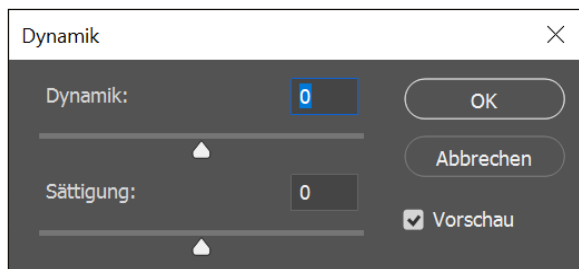 Dynamik
Dynamik:
0
OK
Abbrechen
Sättigung:
0
Vorschau